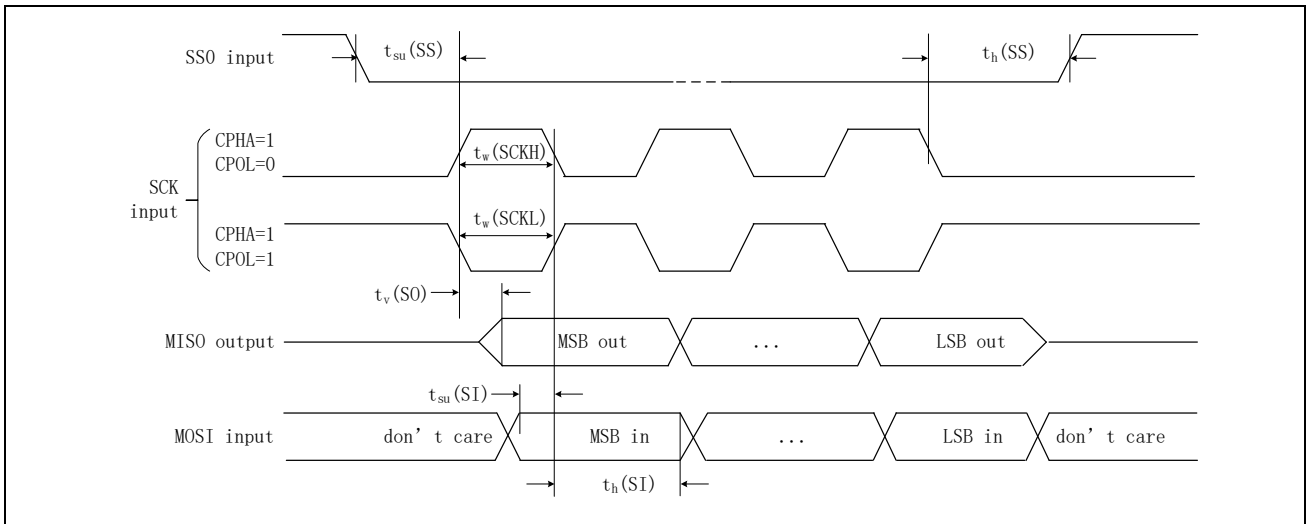 SS0 input
tsu(SS)
th(SS)
CPHA=1
CPOL=0
tw(SCKH)
SCK
input
CPHA=1
CPOL=1
tw(SCKL)
tv(SO)
MISO output
MSB out
...
LSB out
tsu(SI)
MOSI input
don't care
MSB in
...
LSB in
don't care
th(SI)